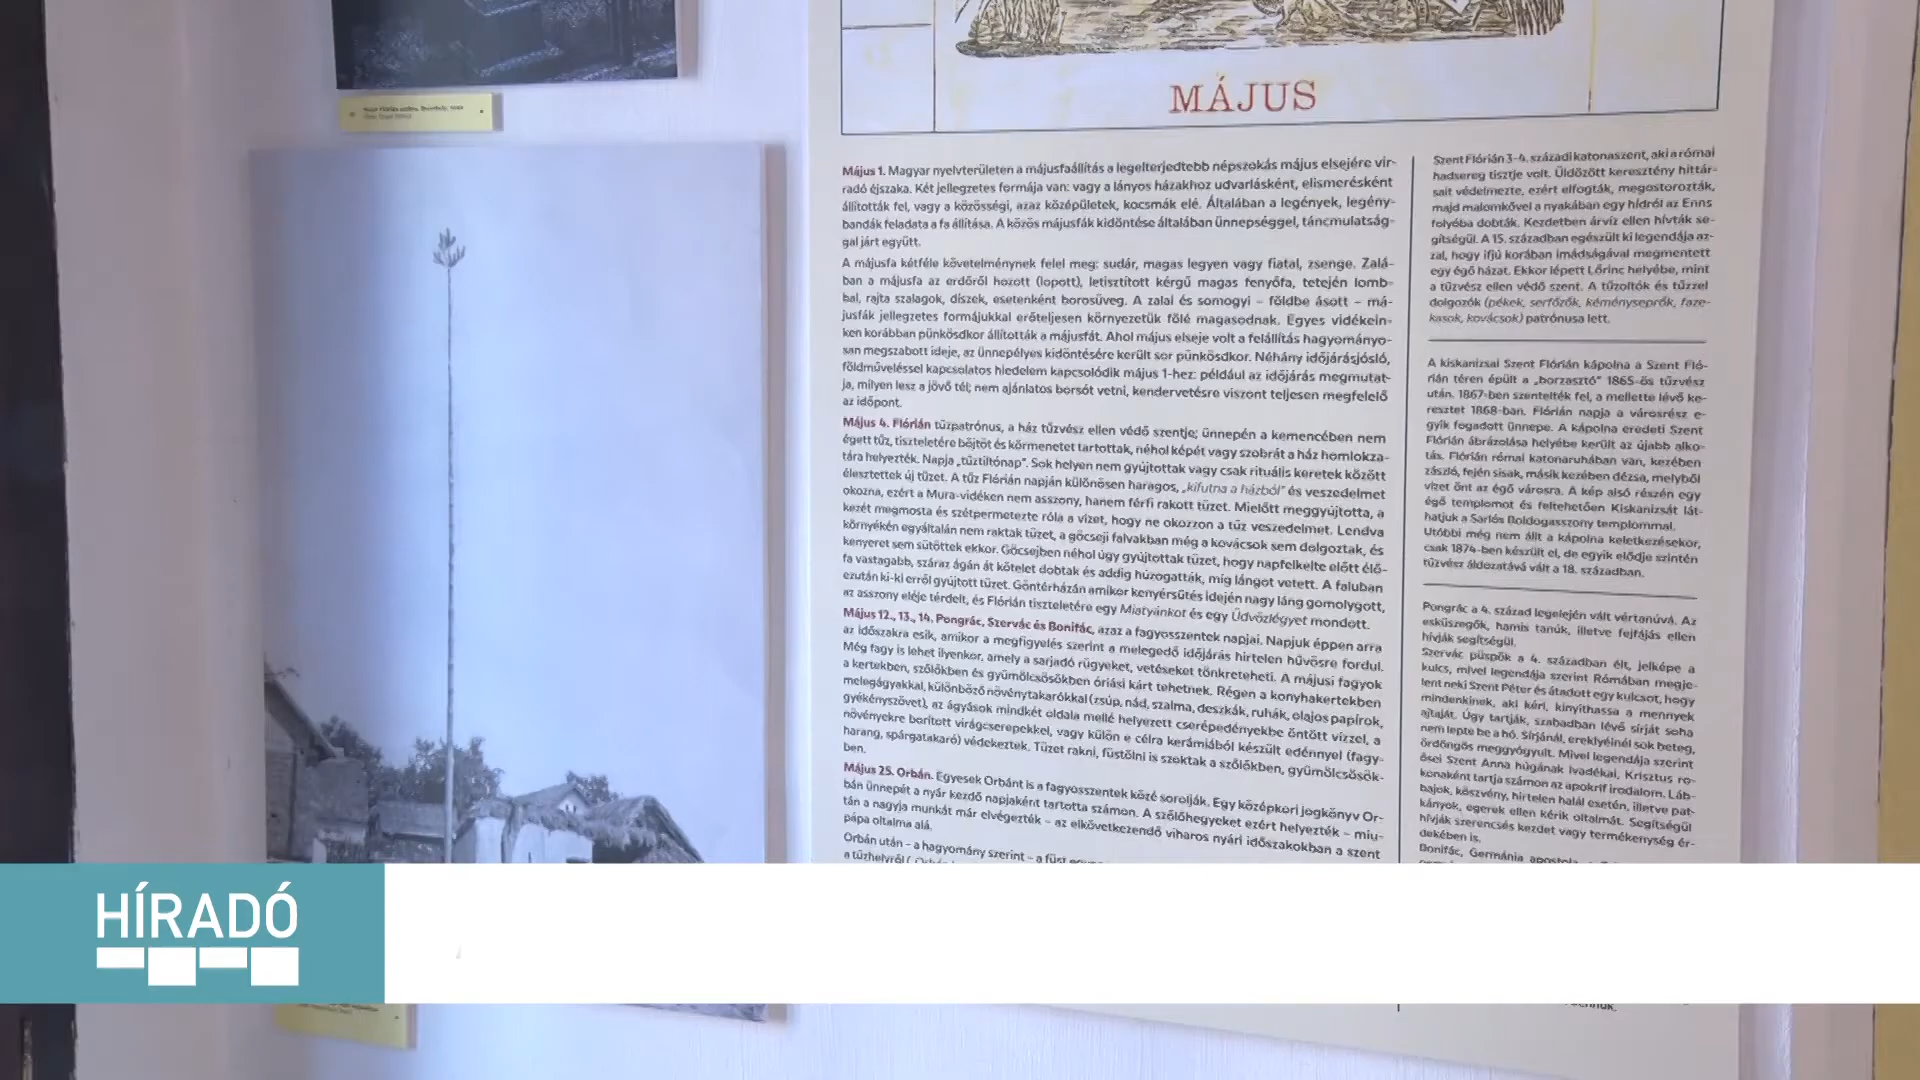 MÁJUS
Május 1. Magyar nyelvterületen a májusfaállítás a legelterjedtebb népszokás május elsejére vir-
radó éjszaka. Két jellegzetes formája van: vagy a lányos házakhoz udvarlásként, elismerésként
állították fel, vagy a közösségi, azaz középületek, kocsmák elé. Általában a legények, legény-
bandák feladata a fa állítása. A közös májusfák kidöntése általában ünnepséggel, táncmulatság-
gal járt együtt.
A májusfa kétféle követelménynek felel meg: sudár, magas legyen vagy fiatal, zsenge. Zalá-
ban a májusfa az erdőről hozott (lopott), letisztított kérgű magas fenyőfa, tetején lomb-
bal, rajta szalagok, díszek, esetenként borosüveg. A zalai és somogyi – földbe ásott – má-
jusfák jellegzetes formájukkal erőteljesen környezetük fölé magasodnak. Egyes vidékein-
ken korábban pünkösdkor állították a májusfát. Ahol május elseje volt a felállítás hagyományo-
san megszabott ideje, az ünnepélyes kidöntésére került sor pünkösdkor. Néhány időjárásjósló,
földműveléssel kapcsolatos hiedelem kapcsolódik május 1-hez: például az időjárás megmutat-
ja, milyen lesz a jövő tél; nem ajánlatos borsót vetni, kendervetésre viszont teljesen megfelelő
az időpont.
Május 4. Flórián tűzpatrónus, a ház tűzvész ellen védő szentje; ünnepén a kemencében nem
égett tűz, tiszteletére böjtöt és körmenetet tartottak, néhol képét vagy szobrát a ház homlokza-
tára helyezték. Napja „tűztiltónap". Sok helyen nem gyújtottak vagy csak rituális keretek között
élesztettek új tüzet. A tűz Flórián napján különösen haragos, „kifutna a házból" és veszedelmet
okozna, ezért a Mura-vidéken nem asszony, hanem férfi rakott tüzet. Mielőtt meggyújtotta, a
kezét megmosta és szétpermetezte róla a vizet, hogy ne okozzon a tűz veszedelmet. Lendva
környékén egyáltalán nem raktak tüzet, a göcseji falvakban még a kovácsok sem dolgoztak, és
kenyeret sem sütöttek ekkor. Göcsejben néhol úgy gyújtottak tüzet, hogy napfelkelte előtt élő-
fa vastagabb, száraz ágán át kötelet dobtak és addig húzogatták, míg lángot vetett. A faluban
ezután ki-ki erről gyújtott tüzet. Göntérházán amikor kenyérsütés idején nagy láng gomolygott,
az asszony eléje térdelt, és Flórián tiszteletére egy Miatyánkot és egy Üdvözlégyet mondott.
Május 12., 13., 14. Pongrác, Szervác és Bonifác, azaz a fagyosszentek napjai. Napjuk éppen arra
az időszakra esik, amikor a megfigyelés szerint a melegedő időjárás hirtelen hűvösre fordul.
Még fagy is lehet ilyenkor, amely a sarjadó rügyeket, vetéseket tönkreteheti. A májusi fagyok
a kertekben, szőlőkben és gyümölcsösökben óriási kárt tehetnek. Régen a konyhakertekben
melegágyakkal, különböző növénytakarókkal (zsúp, nád, szalma, deszkák, ruhák, olajos papírok,
gyékényszövet), az ágyások mindkét oldala mellé helyezett cserépedényekbe öntött vízzel, a
növényekre borított virágcserepekkel, vagy külön e célra kerámiából készült edénnyel (fagy-
harang, spárgatakaró) védekeztek. Tüzet rakni, füstölni is szoktak a szőlőkben, gyümölcsösök-
ben.
Május 25. Orbán. Egyesek Orbánt is a fagyosszentek közé sorolják. Egy középkori jogkönyv Or-
bán ünnepét a nyár kezdő napjaként tartotta számon. A szőlőhegyeket ezért helyezték – miu-
tán a nagyja munkát már elvégezték – az elkövetkezendő viharos nyári időszakokban a szent
pápa oltalma alá.
Orbán után – a hagyomány szerint – a füst
a tűzhelyről
Szent Flórián 3-4. századi katonaszent, aki a római
hadsereg tisztje volt. Üldözött keresztény hittár-
sait védelmezte, ezért elfogták, megostorozták,
majd malomkővel a nyakában egy hídról az Enns
folyóba dobták. Kezdetben árvíz ellen hívták se-
gítségül. A 15. században egészült ki legendája az-
zal, hogy ifjú korában imádságával megmentett
egy égő házat. Ekkor lépett Lőrinc helyébe, mint
a tűzvész ellen védő szent. A tűzoltók és tűzzel
dolgozók (pékek, serfőzők, kéményseprők, faze-
kasok, kovácsok) patrónusa lett.
A kiskanizsai Szent Flórián kápolna a Szent Fló-
rián téren épült a „borzasztó" 1865-ös tűzvész
után. 1867-ben szentelték fel, a mellette lévő ke-
resztet 1868-ban. Flórián napja a városrész e-
gyik fogadott ünnepe. A kápolna eredeti Szent
Flórián ábrázolása helyébe került az újabb alko-
tás. Flórián római katonaruhában van, kezében
zászló, fején sisak, másik kezében dézsa, melyből
vizet önt az égő városra. A kép alsó részén egy
égő templomot és feltehetően Kiskanizsát lát-
hatjuk a Sarlós Boldogasszony templommal.
Utóbbi még nem állt a kápolna keletkezésekor,
csak 1874-ben készült el, de egyik elődje szintén
tűzvész áldozatává vált a 18. században.
Pongrác a 4. század legelején vált vértanúvá. Az
esküszegők, hamis tanúk, illetve fejfájás ellen
hívják segítségül.
Szervác püspök a 4. században élt, jelképe a
kulcs, mivel legendája szerint Rómában megje-
lent neki Szent Péter és átadott egy kulcsot, hogy
mindenkinek, aki kéri, kinyithassa a mennyek
ajtaját. Úgy tartják, szabadban lévő sírját soha
nem lepte be a hó. Sírjánál, ereklyéinél sok beteg,
ördöngös meggyógyult. Mivel legendája szerint
ősei Szent Anna húgának ivadékai, Krisztus ro-
konaként tartja számon az apokrif irodalom. Láb-
bajok, köszvény, hirtelen halál esetén, illetve pat-
kányok, egerek ellen kérik oltalmát. Segítségül
hívják szerencsés kezdet vagy termékenység ér-
dekében is.
Bonifác, Germánia apostola
HÍRADÓ